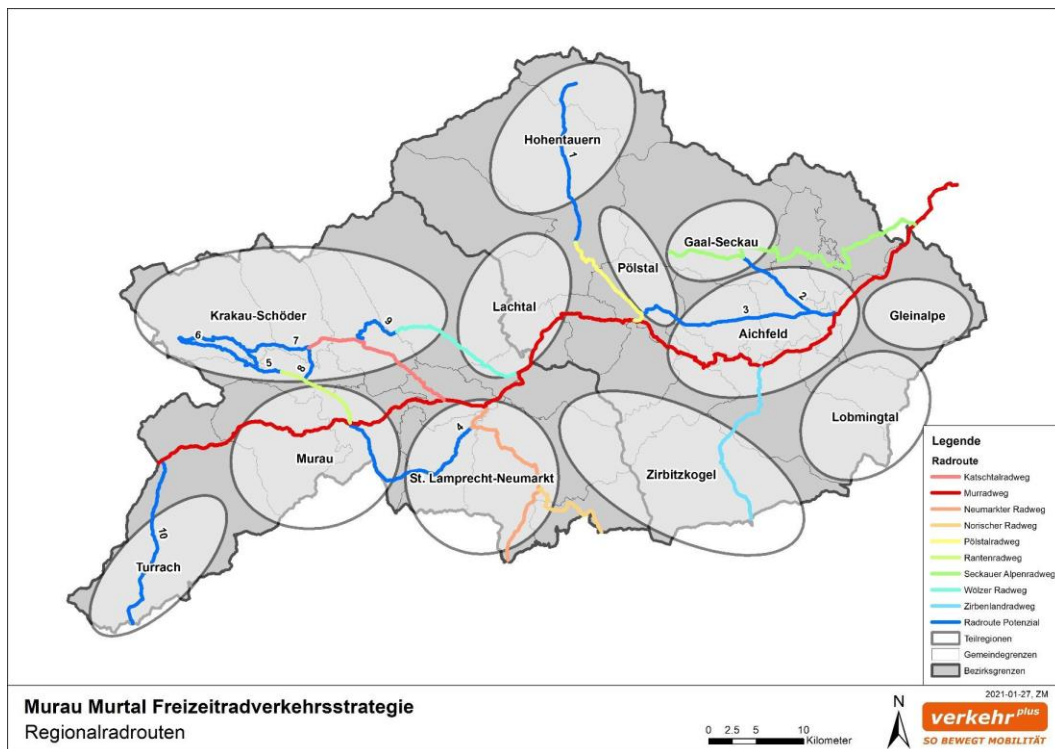 Hohentauern
1
Gaal-Seckau
Pölstal
2
3
Aichfeld
Gleinalpe
Lachtal
Krakau-Schöder
6
7
9
5
8
Lobmingtal
4
Murau
St. Lamprecht-Neumarkt
Zirbitzkogel
10
Turrach
Legende
Radroute
Katschtalradweg
Murradweg
Neumarkter Radweg
Norischer Radweg
Pölstalradweg
Rantenradweg
Seckauer Alpenradweg
Wölzer Radweg
Zirbenlandradweg
Radroute Potenzial
Teilregionen
Gemeindegrenzen
Bezirksgrenzen
Murau Murtal Freizeitradverkehrsstrategie
Regionalradrouten
0 2.5 5 10
Kilometer
N
2021-01-27, ZM
verkehr plus
SO BEWEGT MOBILITÄT